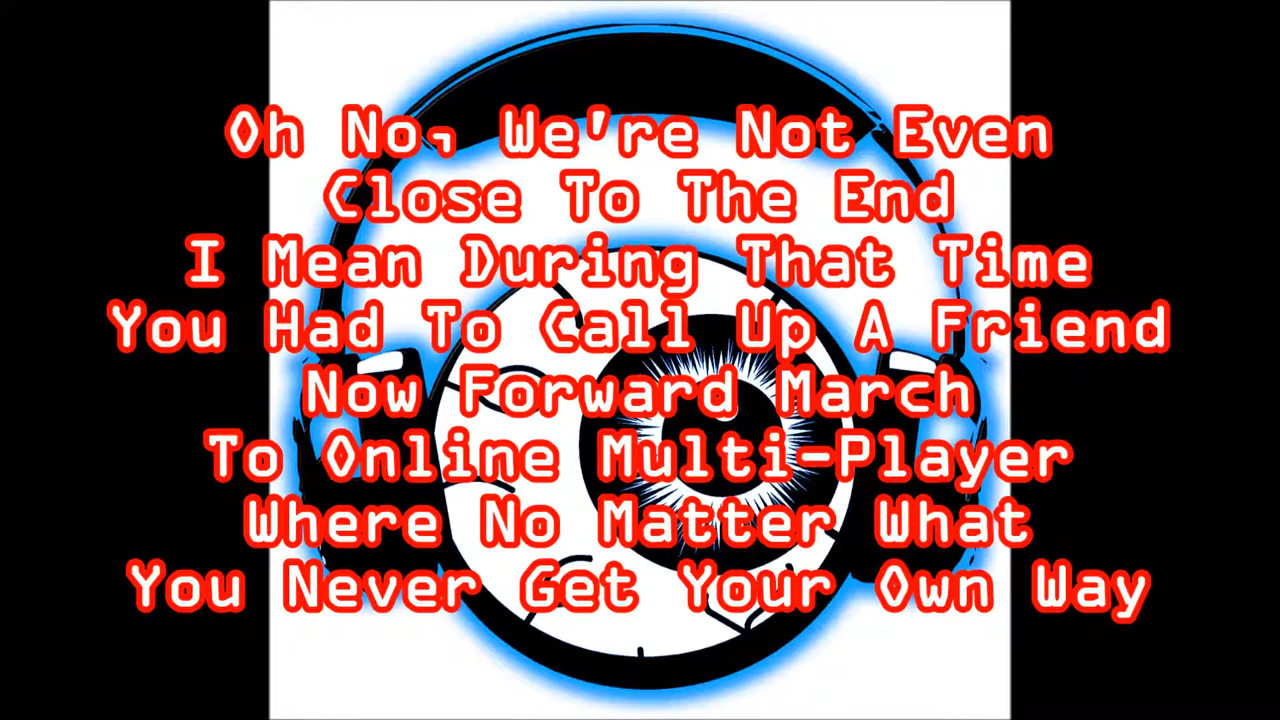 Oh No, We're Not Even
Close To The End
I Mean During That Time
You Had To Call Up A Friend
Now Forward March
To Online Multi-Player
Where No Matter What
You Never Get Your Own Way